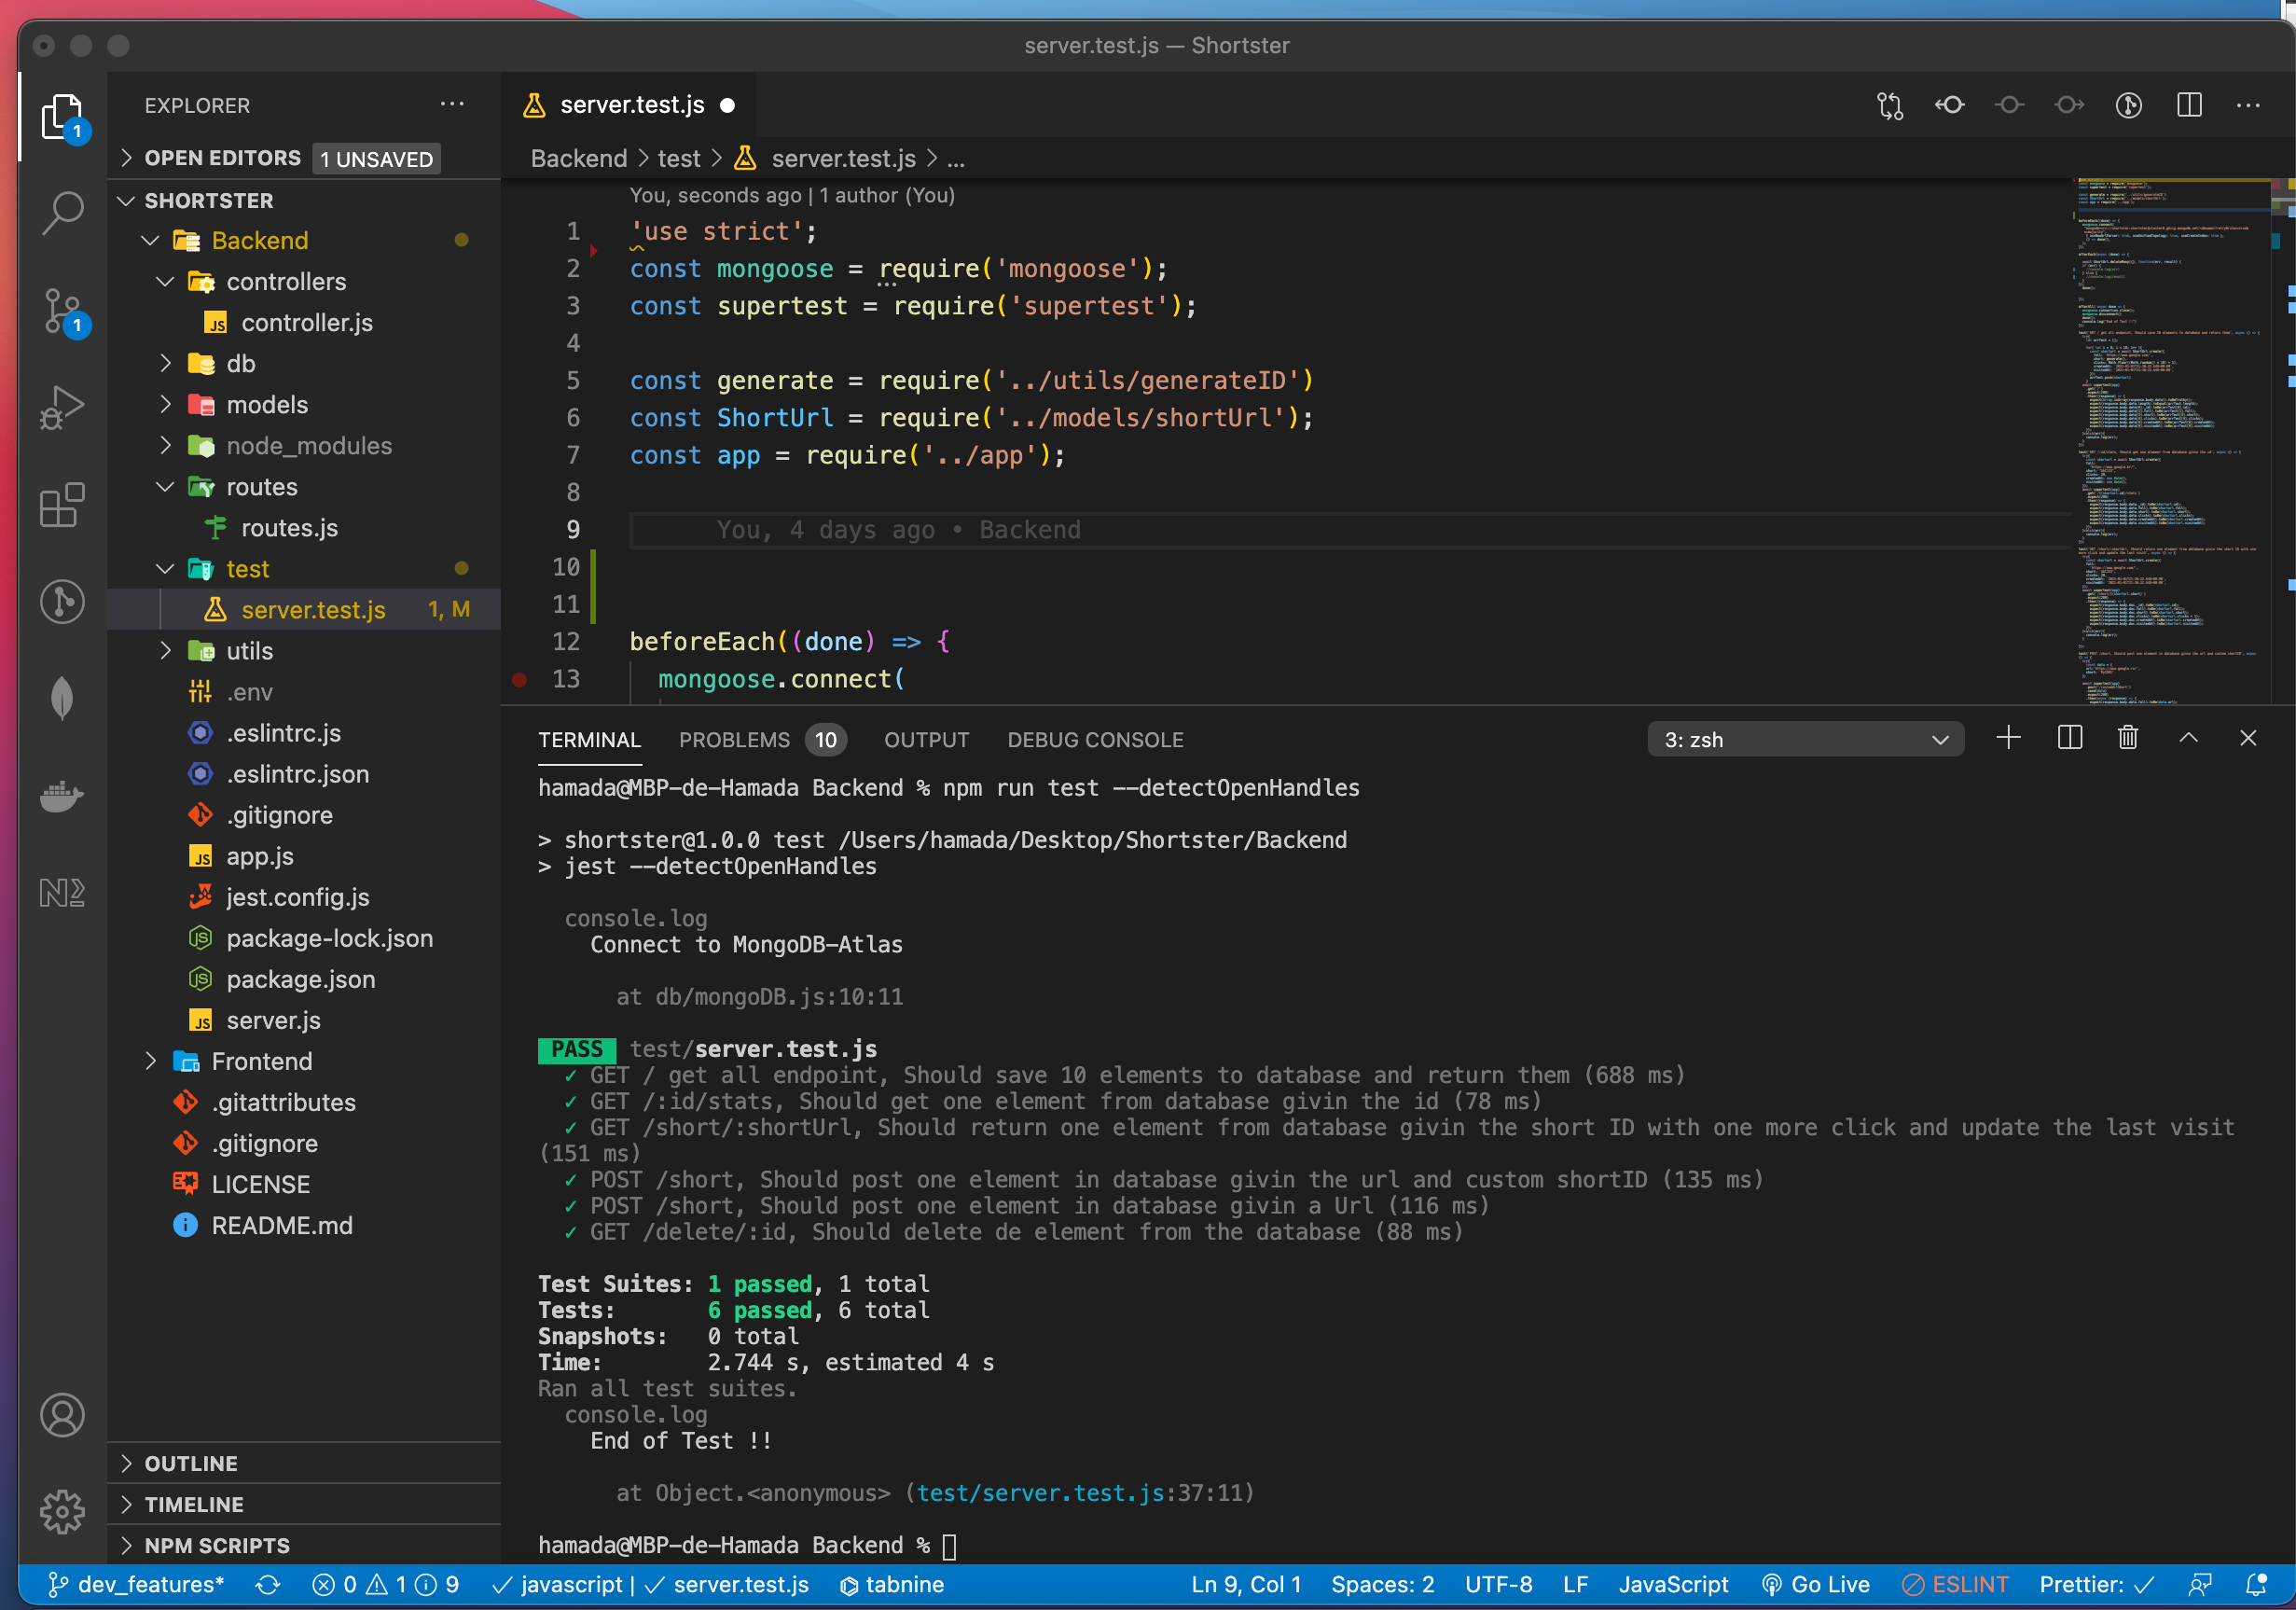 server.test.js — Shortster
EXPLORER
OPEN EDITORS 1 UNSAVED
SHORTSTER
Backend
controllers
controller.js
db
models
node_modules
routes
routes.js
test
server.test.js 1, M
utils
.env
.eslintrc.js
.eslintrc.json
.gitignore
app.js
jest.config.js
package-lock.json
package.json
server.js
Frontend
.gitattributes
.gitignore
LICENSE
README.md
OUTLINE
TIMELINE
NPM SCRIPTS
1
1
server.test.js
Backend > test > server.test.js > ...
You, seconds ago | 1 author (You)
1 'use strict';
2 const mongoose = require('mongoose');
3 const supertest = require('supertest');
4
5 const generate = require('../utils/generateID')
6 const ShortUrl = require('../models/shortUrl');
7 const app = require('../app');
8
9 You, 4 days ago • Backend
10
11
12 beforeEach((done) => {
13 mongoose.connect(
TERMINAL PROBLEMS 10 OUTPUT DEBUG CONSOLE 3: zsh
hamada@MBP-de-Hamada Backend % npm run test --detectOpenHandles
> shortster@1.0.0 test /Users/hamada/Desktop/Shortster/Backend
> jest --detectOpenHandles
console.log
Connect to MongoDB-Atlas
at db/mongoDB.js:10:11
PASS test/server.test.js
✓ GET / get all endpoint, Should save 10 elements to database and return them (688 ms)
✓ GET /:id/stats, Should get one element from database givin the id (78 ms)
✓ GET /short/:shortUrl, Should return one element from database givin the short ID with one more click and update the last visit
(151 ms)
✓ POST /short, Should post one element in database givin the url and custom shortID (135 ms)
✓ POST /short, Should post one element in database givin a Url (116 ms)
✓ GET /delete/:id, Should delete de element from the database (88 ms)
Test Suites: 1 passed, 1 total
Tests: 6 passed, 6 total
Snapshots: 0 total
Time: 2.744 s, estimated 4 s
Ran all test suites.
console.log
End of Test !!
at Object.<anonymous> (test/server.test.js:37:11)
hamada@MBP-de-Hamada Backend %
dev_features* 0 1 9 ✓ javascript | ✓ server.test.js tabnine Ln 9, Col 1 Spaces: 2 UTF-8 LF JavaScript Go Live ESLINT Prettier: ✓